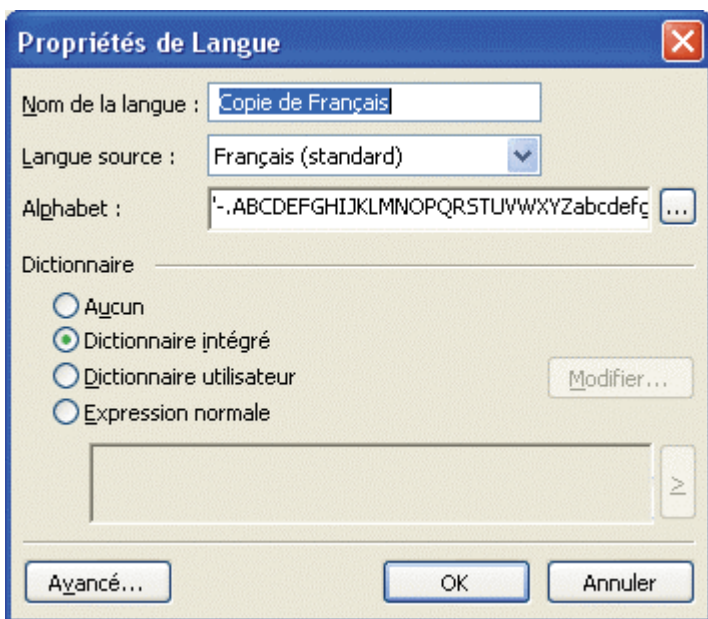 Propriétés de Langue
Nom de la langue : Copie de Français
Langue source : Français (standard)
Alphabet : '-.ABCDEFGHIJKLMNOPQRSTUVWXYZabcdefg ...
Dictionnaire
Aucun
Dictionnaire intégré
Dictionnaire utilisateur Modifier...
Expression normale
≥
Avancé... OK Annuler